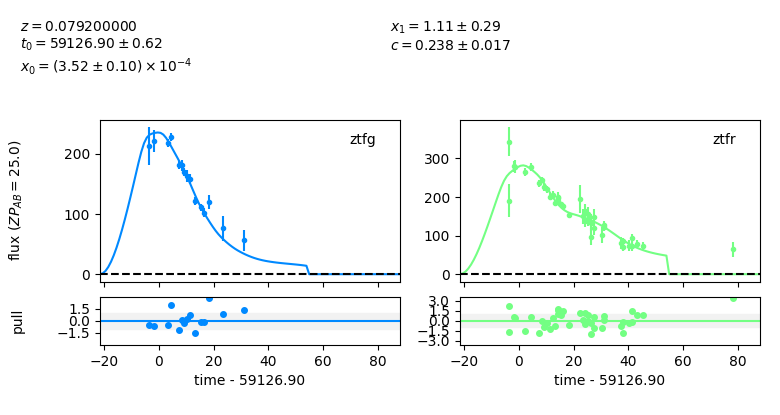 z = 0.079200000
t₀ = 59126.90 ± 0.62
x₀ = (3.52 ± 0.10) × 10⁻⁴
x₁ = 1.11 ± 0.29
c = 0.238 ± 0.017
flux (ZP_AB = 25.0)
ztfg
200
100
0
ztfr
300
200
100
0
pull
1.5
0.0
−1.5
−20 0 20 40 60 80
time - 59126.90
3.0
1.5
0.0
−1.5
−3.0
−20 0 20 40 60 80
time - 59126.90